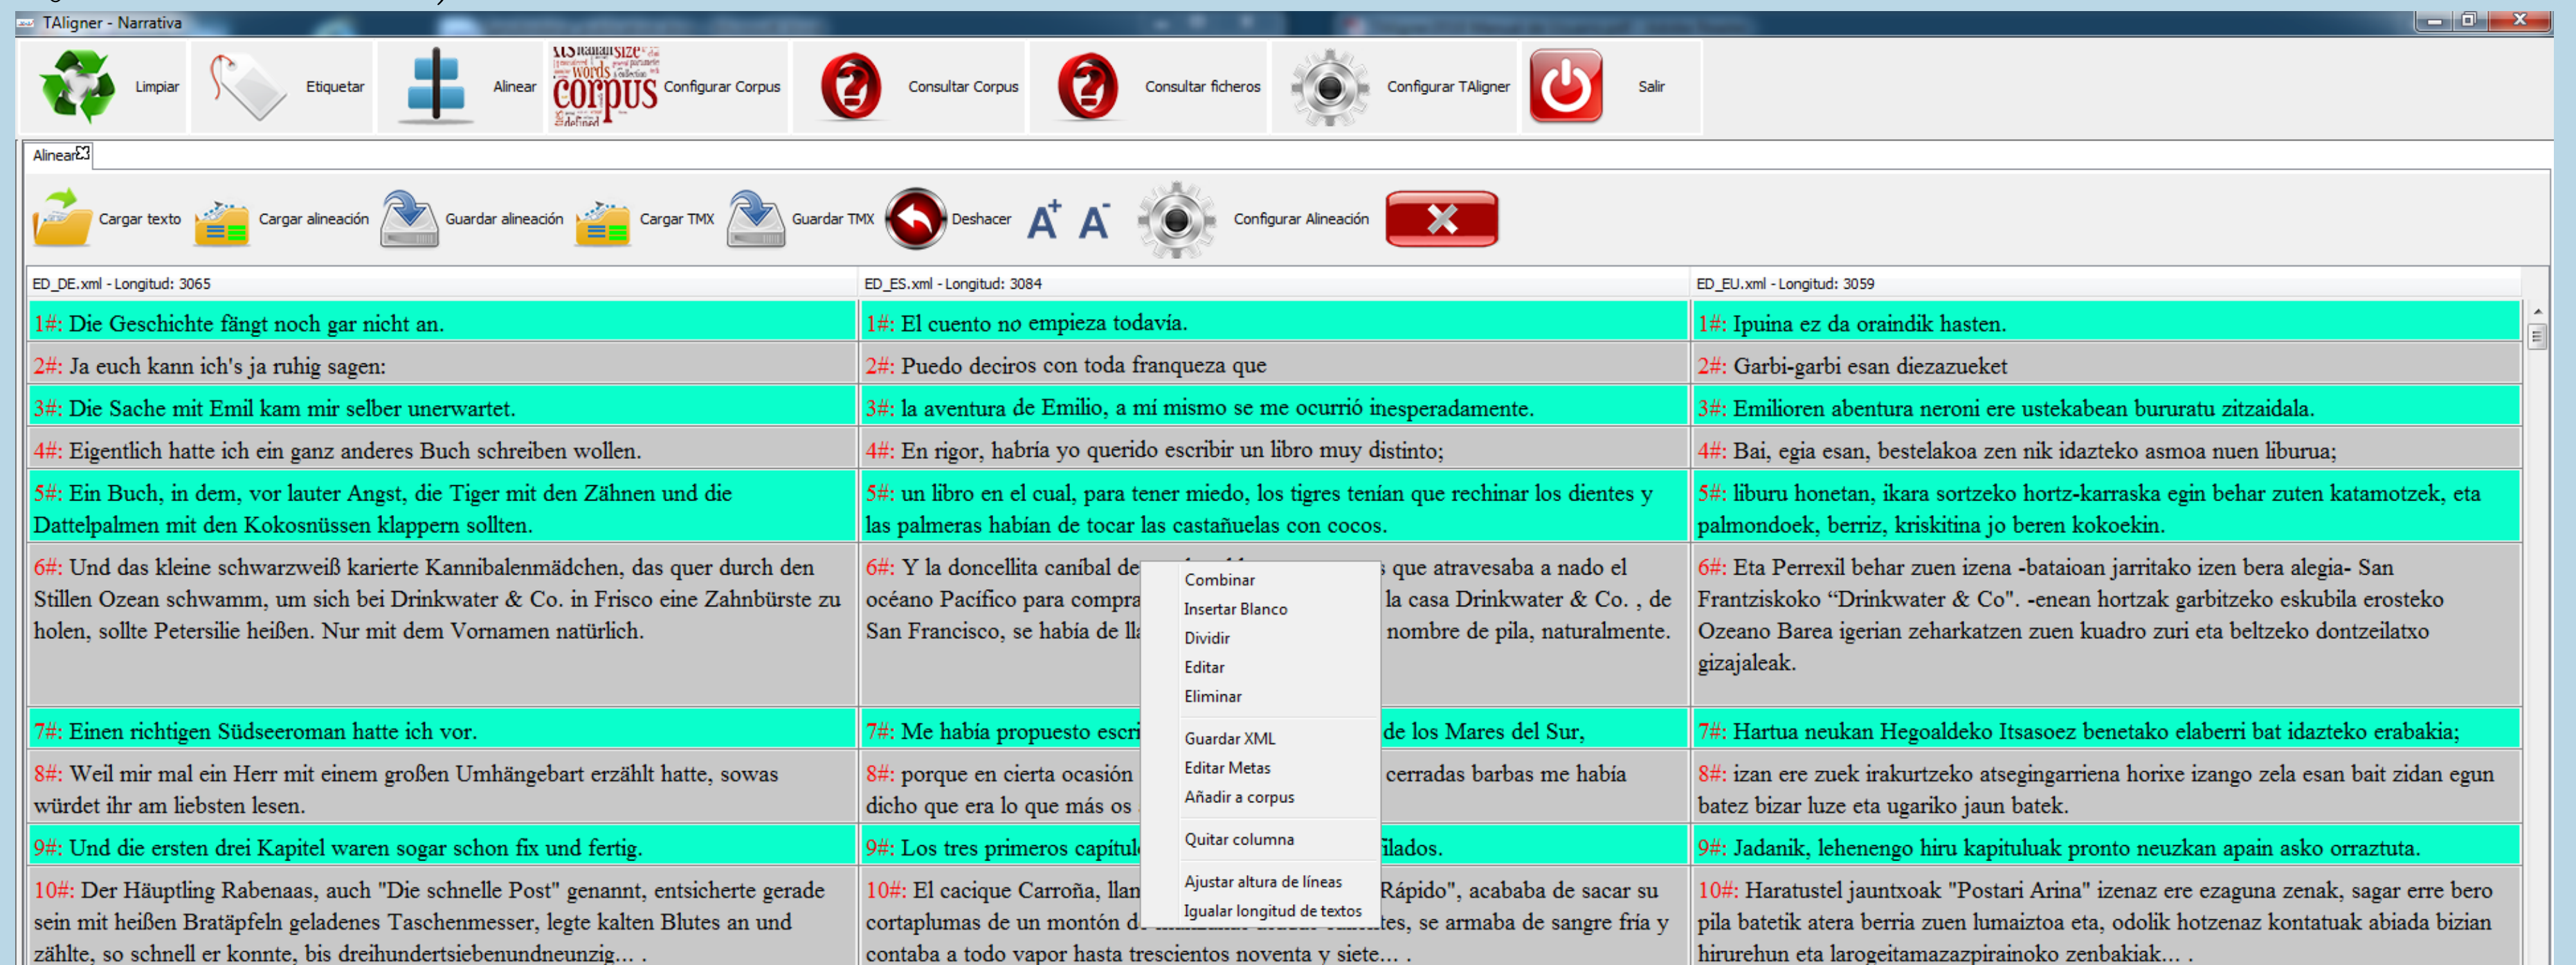 TAligner - Narrativa
Limpiar
Etiquetar
Alinear
size
words
corpus
defined
Configurar Corpus
Consultar Corpus
Consultar ficheros
Configurar TAligner
Salir
Alinear
Cargar texto
Cargar alineación
Guardar alineación
Cargar TMX
Guardar TMX
Deshacer
A+ A-
Configurar Alineación
ED_DE.xml - Longitud: 3065
ED_ES.xml - Longitud: 3084
ED_EU.xml - Longitud: 3059
1#: Die Geschichte fängt noch gar nicht an.
1#: El cuento no empieza todavía.
1#: Ipuina ez da oraindik hasten.
2#: Ja euch kann ich's ja ruhig sagen:
2#: Puedo deciros con toda franqueza que
2#: Garbi-garbi esan diezazueket
3#: Die Sache mit Emil kam mir selber unerwartet.
3#: la aventura de Emilio, a mí mismo se me ocurrió inesperadamente.
3#: Emilioren abentura neroni ere ustekabean bururatu zitzaidala.
4#: Eigentlich hatte ich ein ganz anderes Buch schreiben wollen.
4#: En rigor, habría yo querido escribir un libro muy distinto;
4#: Bai, egia esan, bestelakoa zen nik idazteko asmoa nuen liburua;
5#: Ein Buch, in dem, vor lauter Angst, die Tiger mit den Zähnen und die
Dattelpalmen mit den Kokosnüssen klappern sollten.
5#: un libro en el cual, para tener miedo, los tigres tenían que rechinar los dientes y
las palmeras habían de tocar las castañuelas con cocos.
5#: liburu honetan, ikara sortzeko hortz-karraska egin behar zuten katamotzek, eta
palmondoek, berriz, kriskitina jo beren kokoekin.
6#: Und das kleine schwarzweiß karierte Kannibalenmädchen, das quer durch den
Stillen Ozean schwamm, um sich bei Drinkwater & Co. in Frisco eine Zahnbürste zu
holen, sollte Petersilie heißen. Nur mit dem Vornamen natürlich.
6#: Y la doncellita caníbal de que atravesaba a nado el
océano Pacífico para compra la casa Drinkwater & Co. , de
San Francisco, se había de lla nombre de pila, naturalmente.
6#: Eta Perrexil behar zuen izena -bataioan jarritako izen bera alegia- San
Frantziskoko “Drinkwater & Co". -enean hortzak garbitzeko eskubila erosteko
Ozeano Barea igerian zeharkatzen zuen kuadro zuri eta beltzeko dontzeilatxo
gizajaleak.
7#: Einen richtigen Südseeroman hatte ich vor.
7#: Me había propuesto escri de los Mares del Sur,
7#: Hartua neukan Hegoaldeko Itsasoez benetako elaberri bat idazteko erabakia;
8#: Weil mir mal ein Herr mit einem großen Umhängebart erzählt hatte, sowas
würdet ihr am liebsten lesen.
8#: porque en cierta ocasión cerradas barbas me había
dicho que era lo que más os
8#: izan ere zuek irakurtzeko atsegingarriena horixe izango zela esan bait zidan egun
batez bizar luze eta ugariko jaun batek.
9#: Und die ersten drei Kapitel waren sogar schon fix und fertig.
9#: Los tres primeros capítul ilados.
9#: Jadanik, lehenengo hiru kapituluak pronto neuzkan apain asko orraztuta.
10#: Der Häuptling Rabenaas, auch "Die schnelle Post" genannt, entsicherte gerade
sein mit heißen Bratäpfeln geladenes Taschenmesser, legte kalten Blutes an und
zählte, so schnell er konnte, bis dreihundertsiebenundneunzig... .
10#: El cacique Carroña, llan Rápido", acababa de sacar su
cortaplumas de un montón d tes, se armaba de sangre fría y
contaba a todo vapor hasta trescientos noventa y siete... .
10#: Haratustel jauntxoak "Postari Arina" izenaz ere ezaguna zenak, sagar erre bero
pila batetik atera berria zuen lumaiztoa eta, odolik hotzenaz kontatuak abiada bizian
hirurehun eta larogeitamazazpirainoko zenbakiak... .
Combinar
Insertar Blanco
Dividir
Editar
Eliminar
Guardar XML
Editar Metas
Añadir a corpus
Quitar columna
Ajustar altura de líneas
Igualar longitud de textos